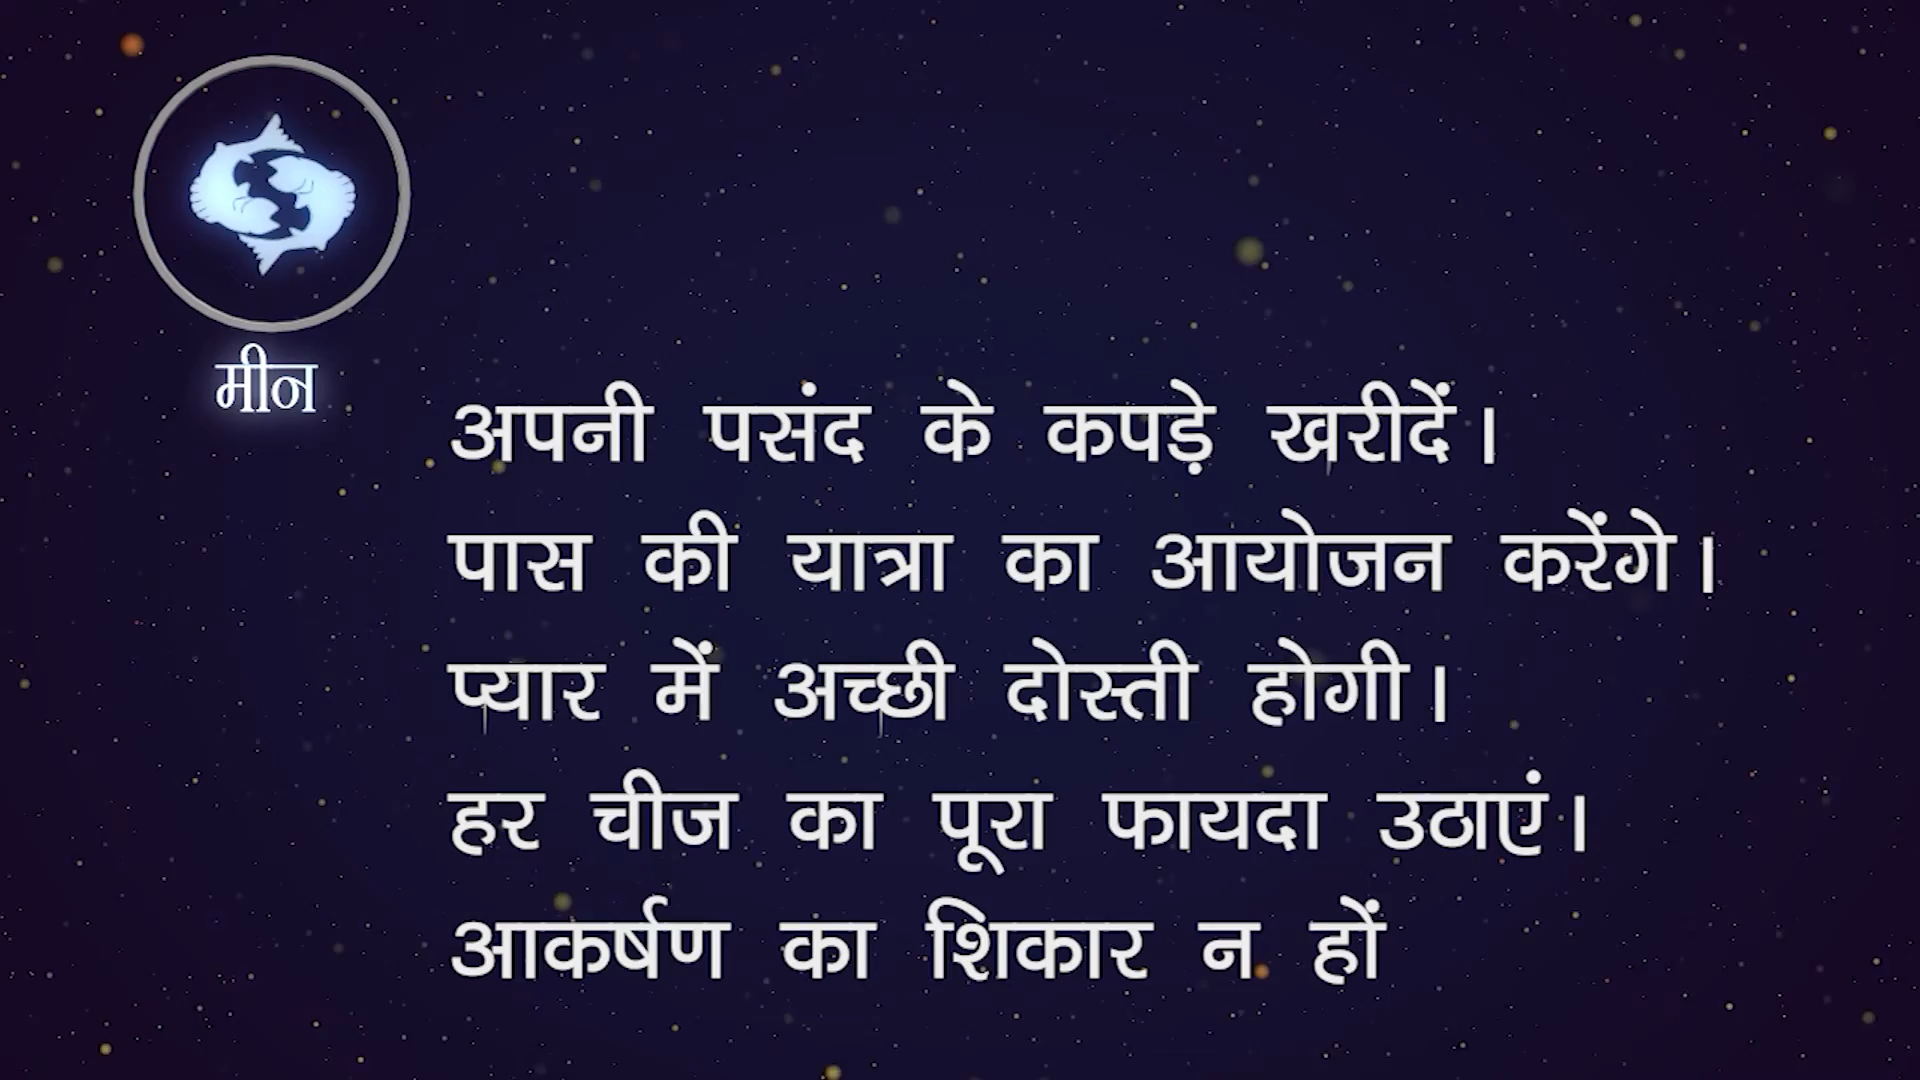 मीन
अपनी पसंद के कपड़े खरीदें।
पास की यात्रा का आयोजन करेंगे।
प्यार में अच्छी दोस्ती होगी।
हर चीज का पूरा फायदा उठाएं।
आकर्षण का शिकार न हों